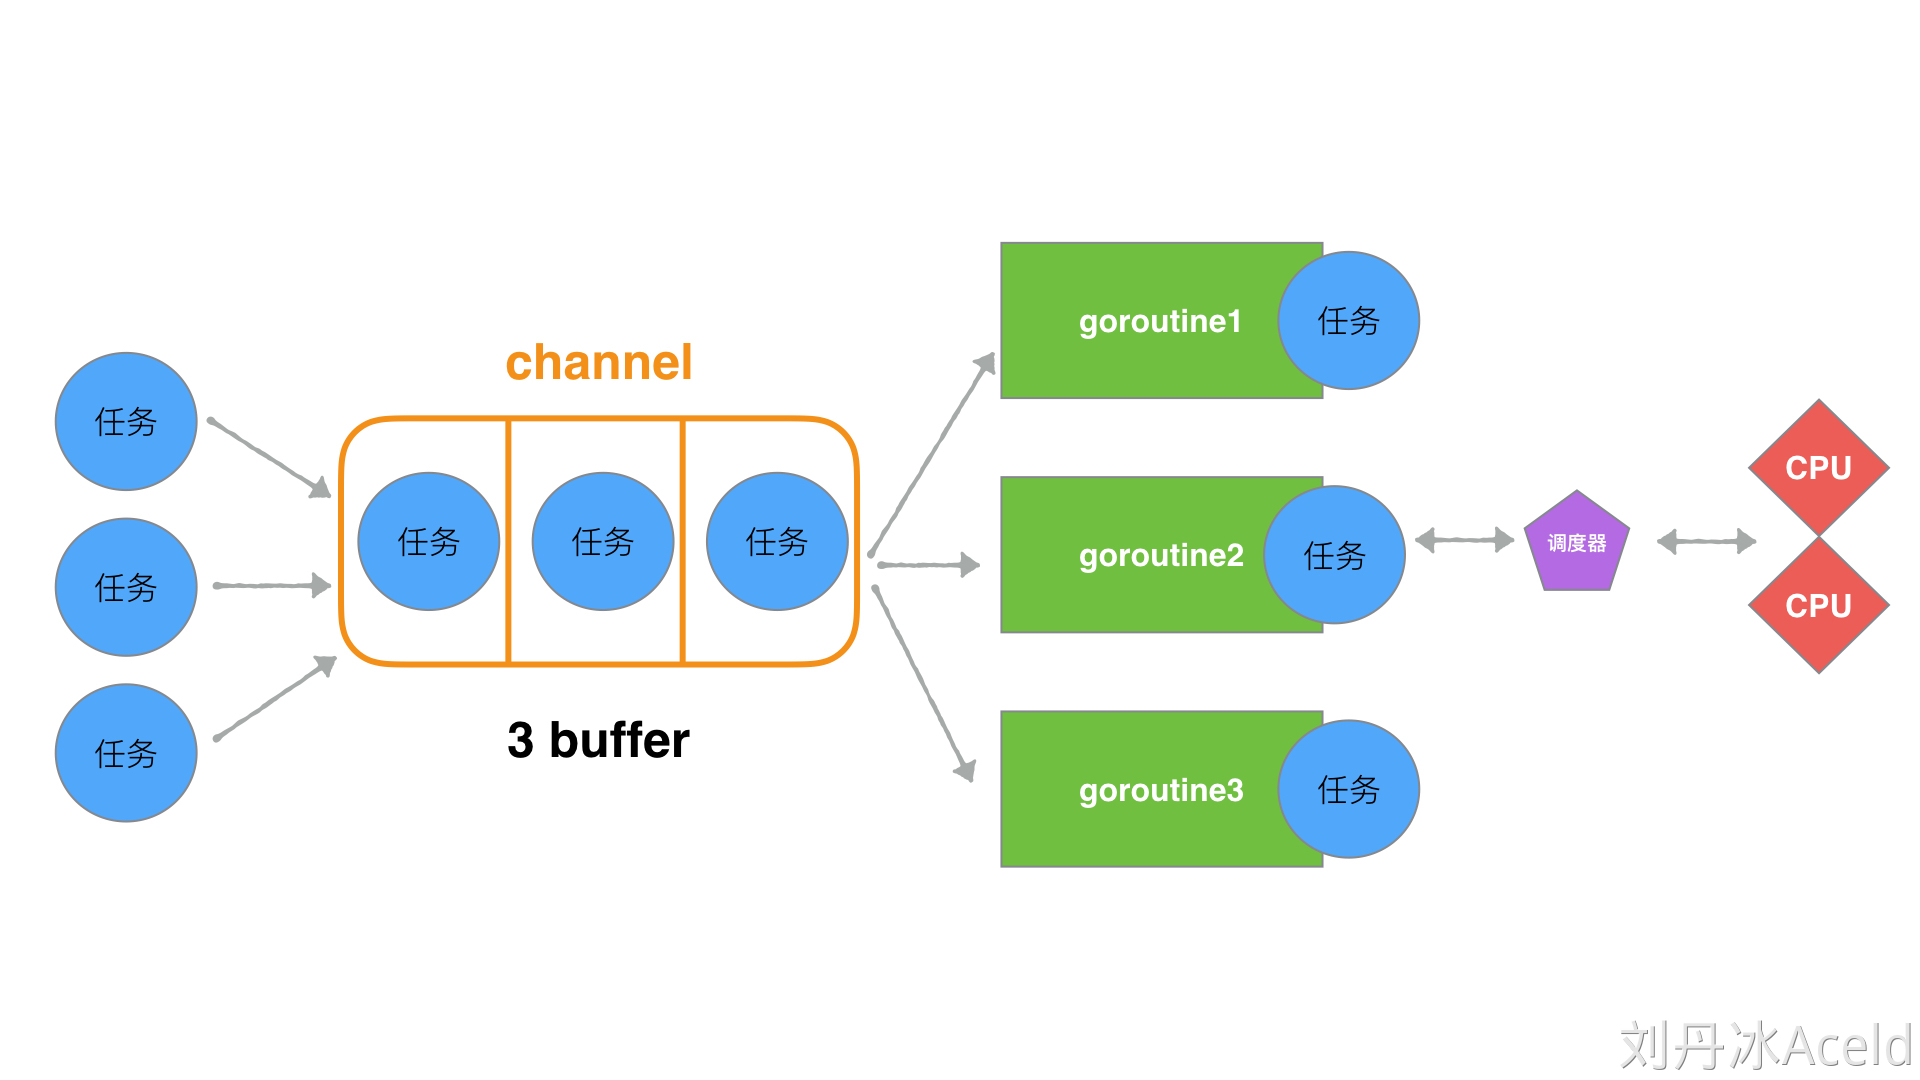 任务
任务
任务
channel
任务
任务
任务
3 buffer
goroutine1
任务
goroutine2
任务
goroutine3
任务
调度器
CPU
CPU
刘丹冰Aceld